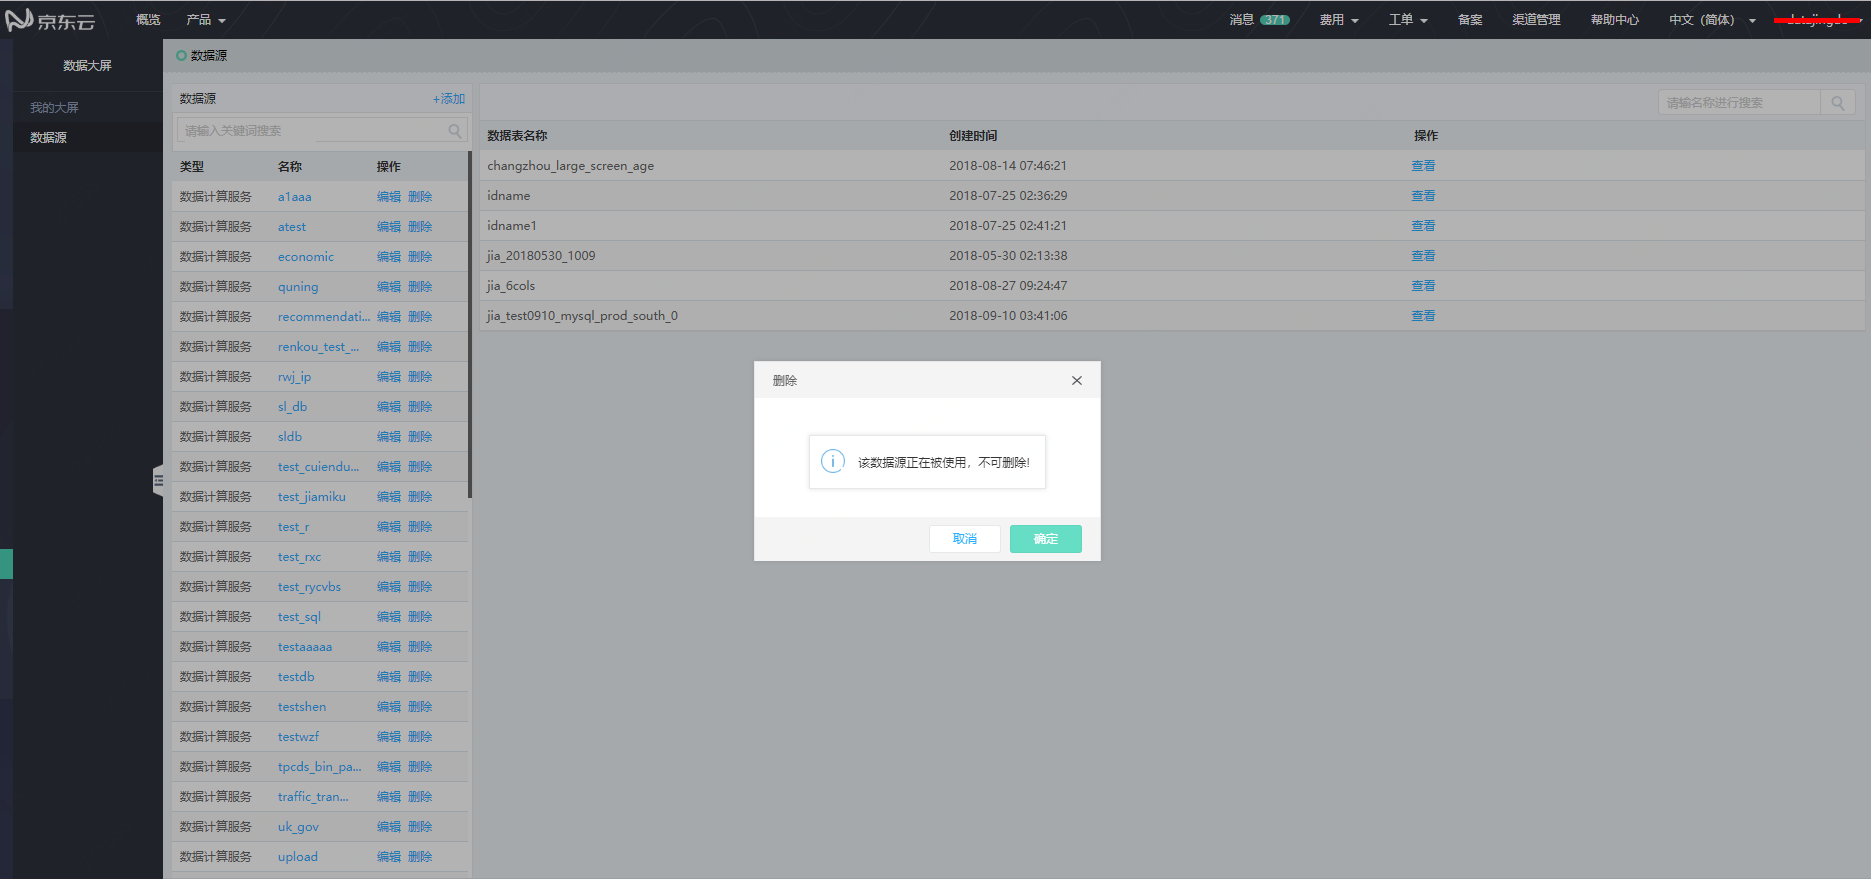 京东云 概览 产品 消息 371 费用 工单 备案 渠道管理 帮助中心 中文（简体）
数据大屏
我的大屏
数据源
数据源
数据源 +添加
请输入关键词搜索
类型 名称 操作
数据计算服务 a1aaa 编辑 删除
数据计算服务 atest 编辑 删除
数据计算服务 economic 编辑 删除
数据计算服务 quning 编辑 删除
数据计算服务 recommendati... 编辑 删除
数据计算服务 renkou_test_... 编辑 删除
数据计算服务 rwj_ip 编辑 删除
数据计算服务 sl_db 编辑 删除
数据计算服务 sldb 编辑 删除
数据计算服务 test_cuiendu... 编辑 删除
数据计算服务 test_jiamiku 编辑 删除
数据计算服务 test_r 编辑 删除
数据计算服务 test_rxc 编辑 删除
数据计算服务 test_rycvbs 编辑 删除
数据计算服务 test_sql 编辑 删除
数据计算服务 testaaaaa 编辑 删除
数据计算服务 testdb 编辑 删除
数据计算服务 testshen 编辑 删除
数据计算服务 testwzf 编辑 删除
数据计算服务 tpcds_bin_pa... 编辑 删除
数据计算服务 traffic_tran... 编辑 删除
数据计算服务 uk_gov 编辑 删除
数据计算服务 upload 编辑 删除
请输名称进行搜索
数据表名称 创建时间 操作
changzhou_large_screen_age 2018-08-14 07:46:21 查看
idname 2018-07-25 02:36:29 查看
idname1 2018-07-25 02:41:21 查看
jia_20180530_1009 2018-05-30 02:13:38 查看
jia_6cols 2018-08-27 09:24:47 查看
jia_test0910_mysql_prod_south_0 2018-09-10 03:41:06 查看
删除
该数据源正在被使用，不可删除!
取消 确定